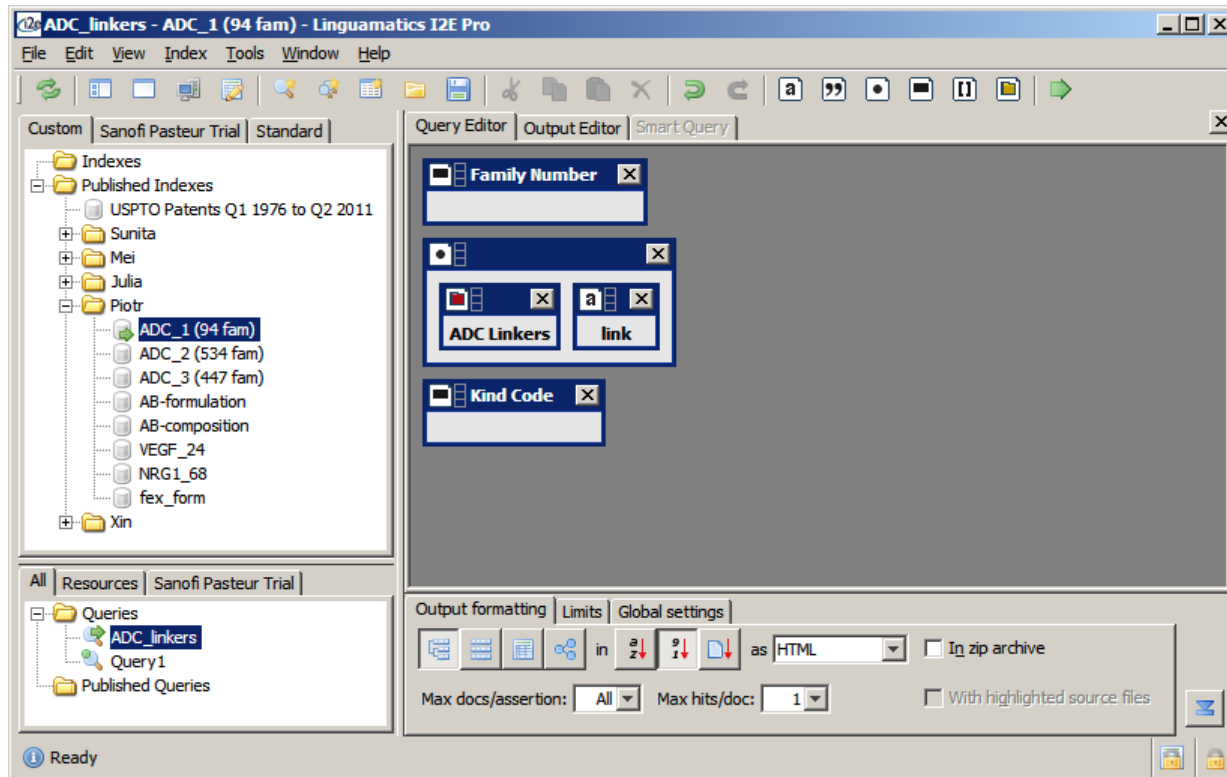 i2e ADC_linkers - ADC_1 (94 fam) - Linguamatics I2E Pro
File Edit View Index Tools Window Help
a
Custom Sanofi Pasteur Trial Standard
Indexes
Published Indexes
USPTO Patents Q1 1976 to Q2 2011
Sunita
Mei
Julia
Piotr
ADC_1 (94 fam)
ADC_2 (534 fam)
ADC_3 (447 fam)
AB-formulation
AB-composition
VEGF_24
NRG1_68
fex_form
Xin
All Resources Sanofi Pasteur Trial
Queries
ADC_linkers
Query1
Published Queries
Query Editor Output Editor Smart Query
Family Number
a
ADC Linkers link
Kind Code
Output formatting Limits Global settings
in a z 9 1 as HTML In zip archive
Max docs/assertion: All Max hits/doc: 1 With highlighted source files
Ready